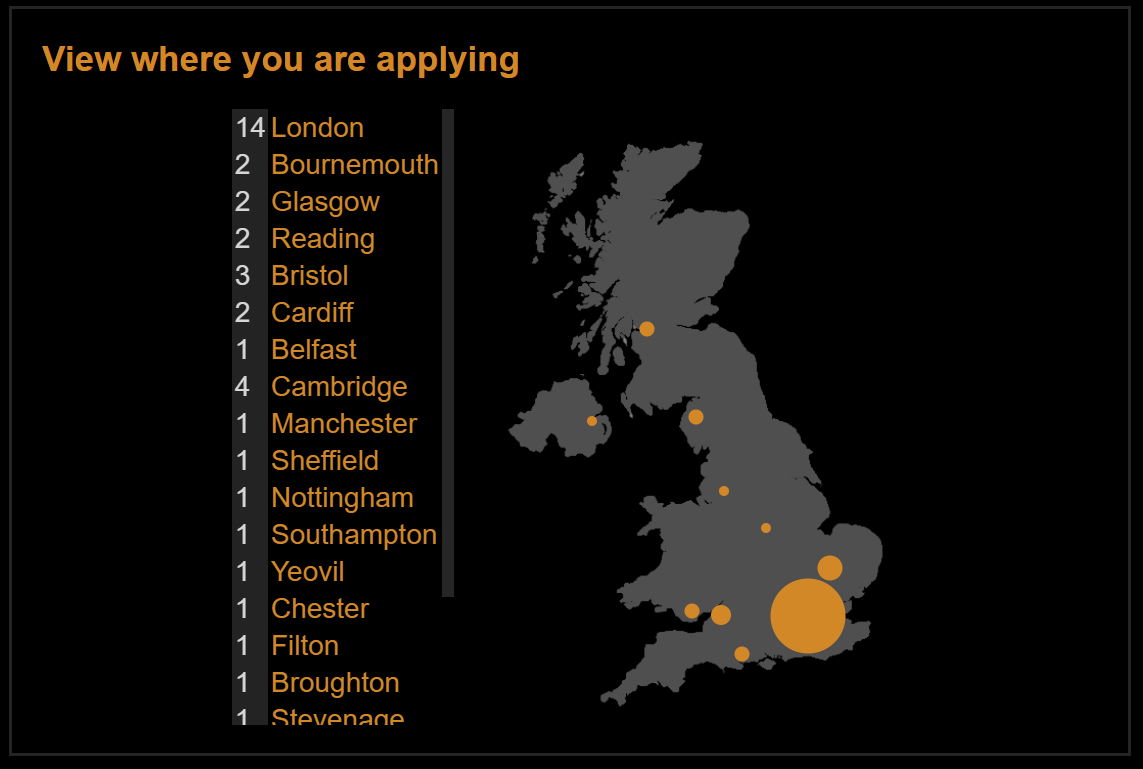 View where you are applying
14 London
2 Bournemouth
2 Glasgow
2 Reading
3 Bristol
2 Cardiff
1 Belfast
4 Cambridge
1 Manchester
1 Sheffield
1 Nottingham
1 Southampton
1 Yeovil
1 Chester
1 Filton
1 Broughton
1 Stevenage